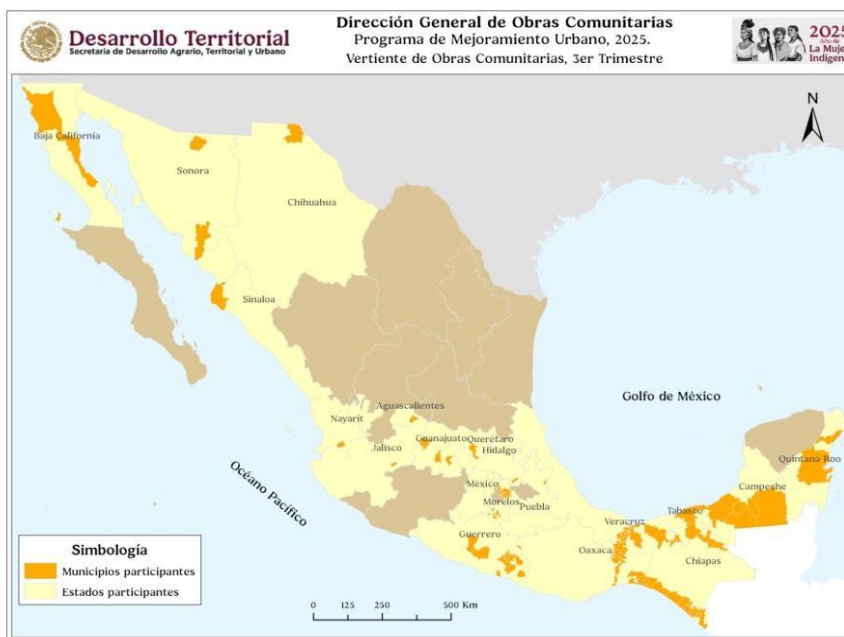 Desarrollo Territorial
Secretaría de Desarrollo Agrario, Territorial y Urbano
Dirección General de Obras Comunitarias
Programa de Mejoramiento Urbano, 2025.
Vertiente de Obras Comunitarias, 3er Trimestre
2025
Año de
La Mujer
Indígena
N
Baja California
Sonora
Chihuahua
Sinaloa
Golfo de México
Nayarit
Aguascalientes
Jalisco
Guanajuato
Querétaro
Hidalgo
Quintana Roo
Campeche
Océano Pacífico
México
Morelos
Puebla
Tabasco
Veracruz
Guerrero
Oaxaca
Chiapas
Simbología
Municipios participantes
Estados participantes
0 125 250 500 Km